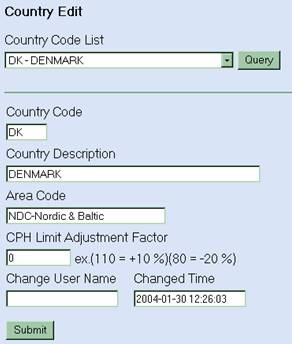 Country Edit
Country Code List
DK - DENMARK Query
Country Code
DK
Country Description
DENMARK
Area Code
NDC-Nordic & Baltic
CPH Limit Adjustment Factor
0 ex.(110 = +10 %)(80 = -20 %)
Change User Name Changed Time
2004-01-30 12:26:03
Submit